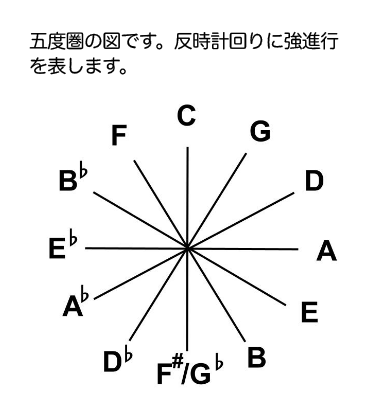 五度圏の図です。反時計回りに強進行
を表します。
C
F G
B♭ D
E♭ A
A♭ E
D♭ B
F#/G♭